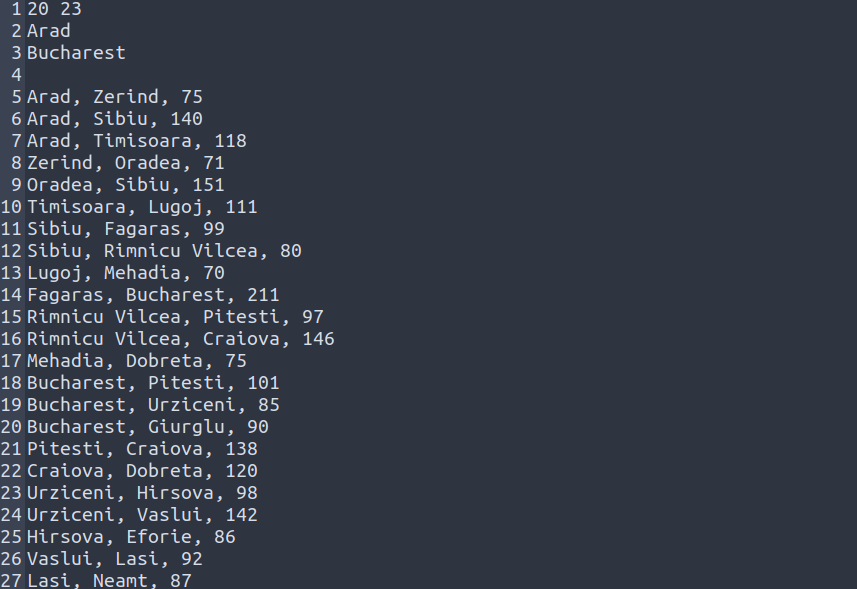 1 20 23
2 Arad
3 Bucharest
4
5 Arad, Zerind, 75
6 Arad, Sibiu, 140
7 Arad, Timisoara, 118
8 Zerind, Oradea, 71
9 Oradea, Sibiu, 151
10 Timisoara, Lugoj, 111
11 Sibiu, Fagaras, 99
12 Sibiu, Rimnicu Vilcea, 80
13 Lugoj, Mehadia, 70
14 Fagaras, Bucharest, 211
15 Rimnicu Vilcea, Pitesti, 97
16 Rimnicu Vilcea, Craiova, 146
17 Mehadia, Dobreta, 75
18 Bucharest, Pitesti, 101
19 Bucharest, Urziceni, 85
20 Bucharest, Giurglu, 90
21 Pitesti, Craiova, 138
22 Craiova, Dobreta, 120
23 Urziceni, Hirsova, 98
24 Urziceni, Vaslui, 142
25 Hirsova, Eforie, 86
26 Vaslui, Lasi, 92
27 Lasi, Neamt, 87